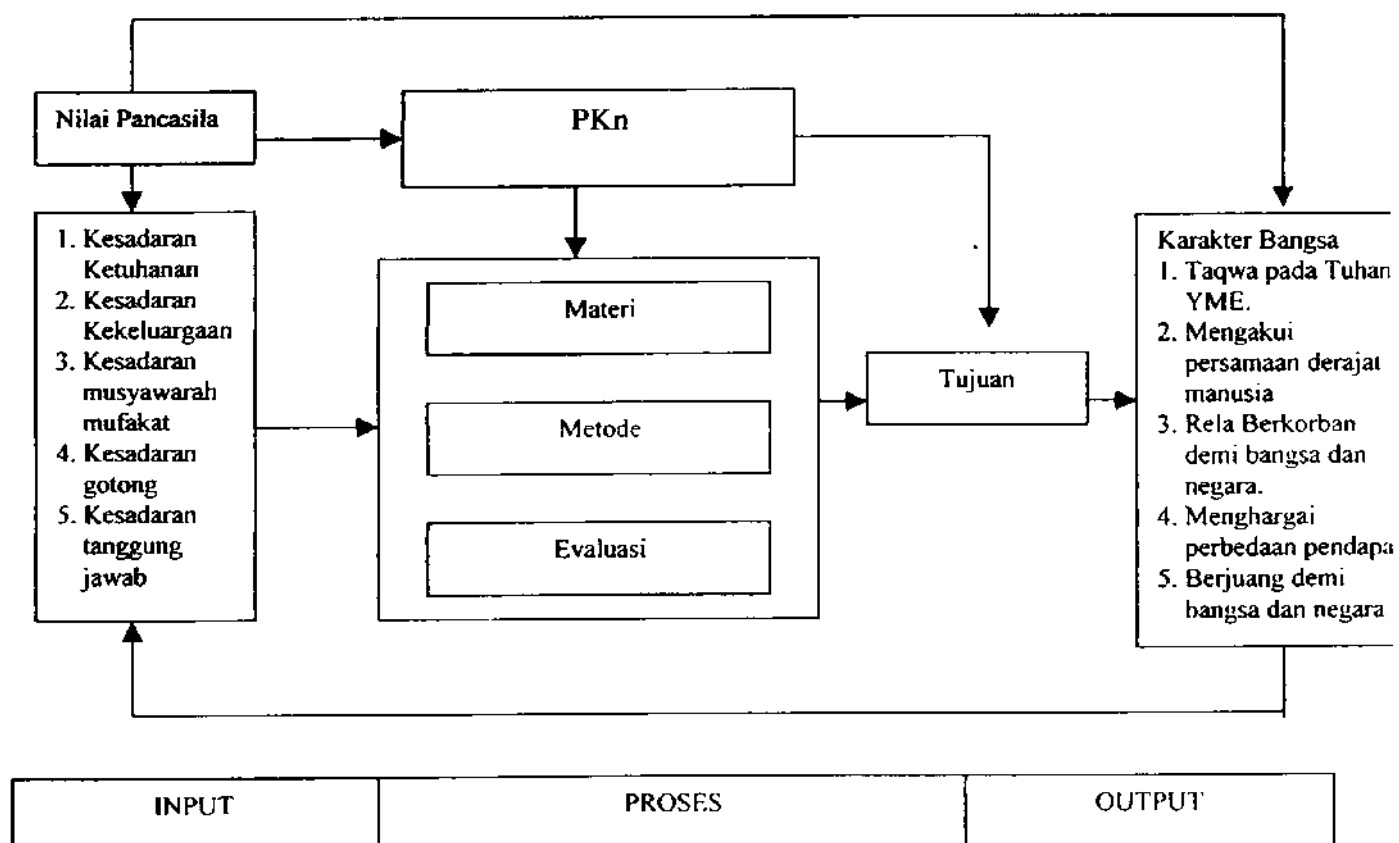 Nilai Pancasila
PKn
1. Kesadaran
Ketuhanan
2. Kesadaran
Kekeluargaan
3. Kesadaran
musyawarah
mufakat
4. Kesadaran
gotong
5. Kesadaran
tanggung
jawab
Materi
Metode
Evaluasi
Tujuan
Karakter Bangsa
1. Taqwa pada Tuhan
YME.
2. Mengakui
persamaan derajat
manusia
3. Rela Berkorban
demi bangsa dan
negara.
4. Menghargai
perbedaan pendapa
5. Berjuang demi
bangsa dan negara
INPUT
PROSES
OUTPUT